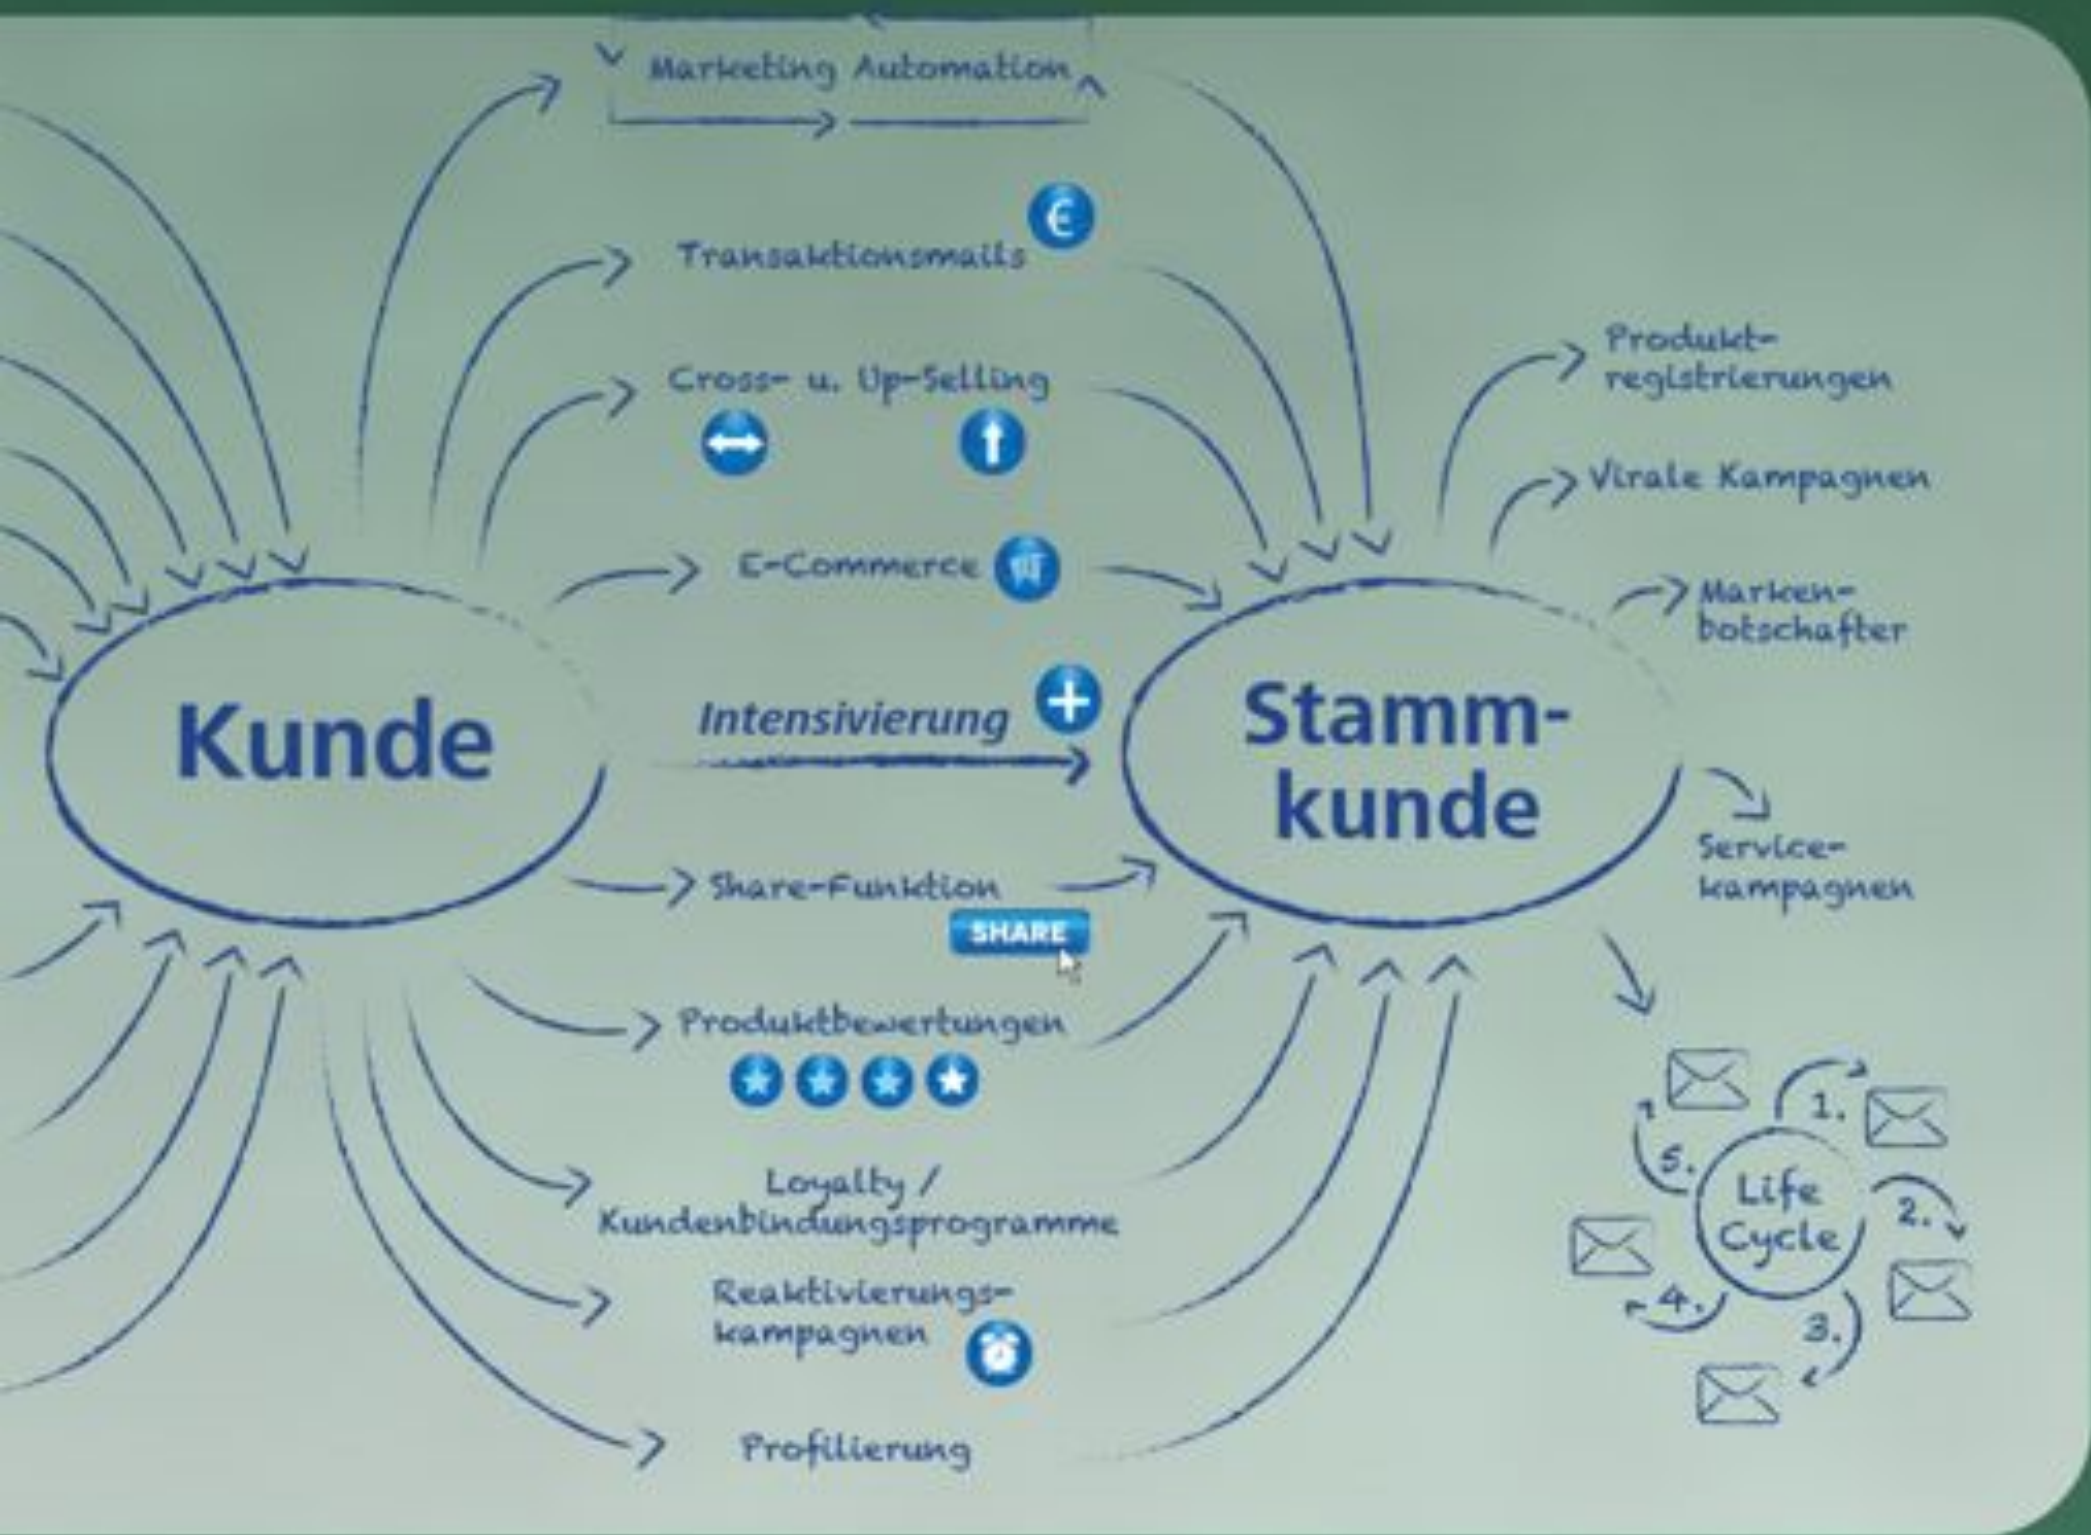 Marketing Automation
€
Transaktionsmails
Cross- u. Up-Selling
E-Commerce
Kunde
Intensivierung
Share-Funktion
SHARE
Produktbewertungen
Loyalty /
Kundenbindungsprogramme
Reaktivierungs-
kampagnen
Profilierung
Stamm-
kunde
Produkt-
registrierungen
Virale Kampagnen
Marken-
botschafter
Service-
kampagnen
Life
Cycle
1.
2.
3.
4.
5.